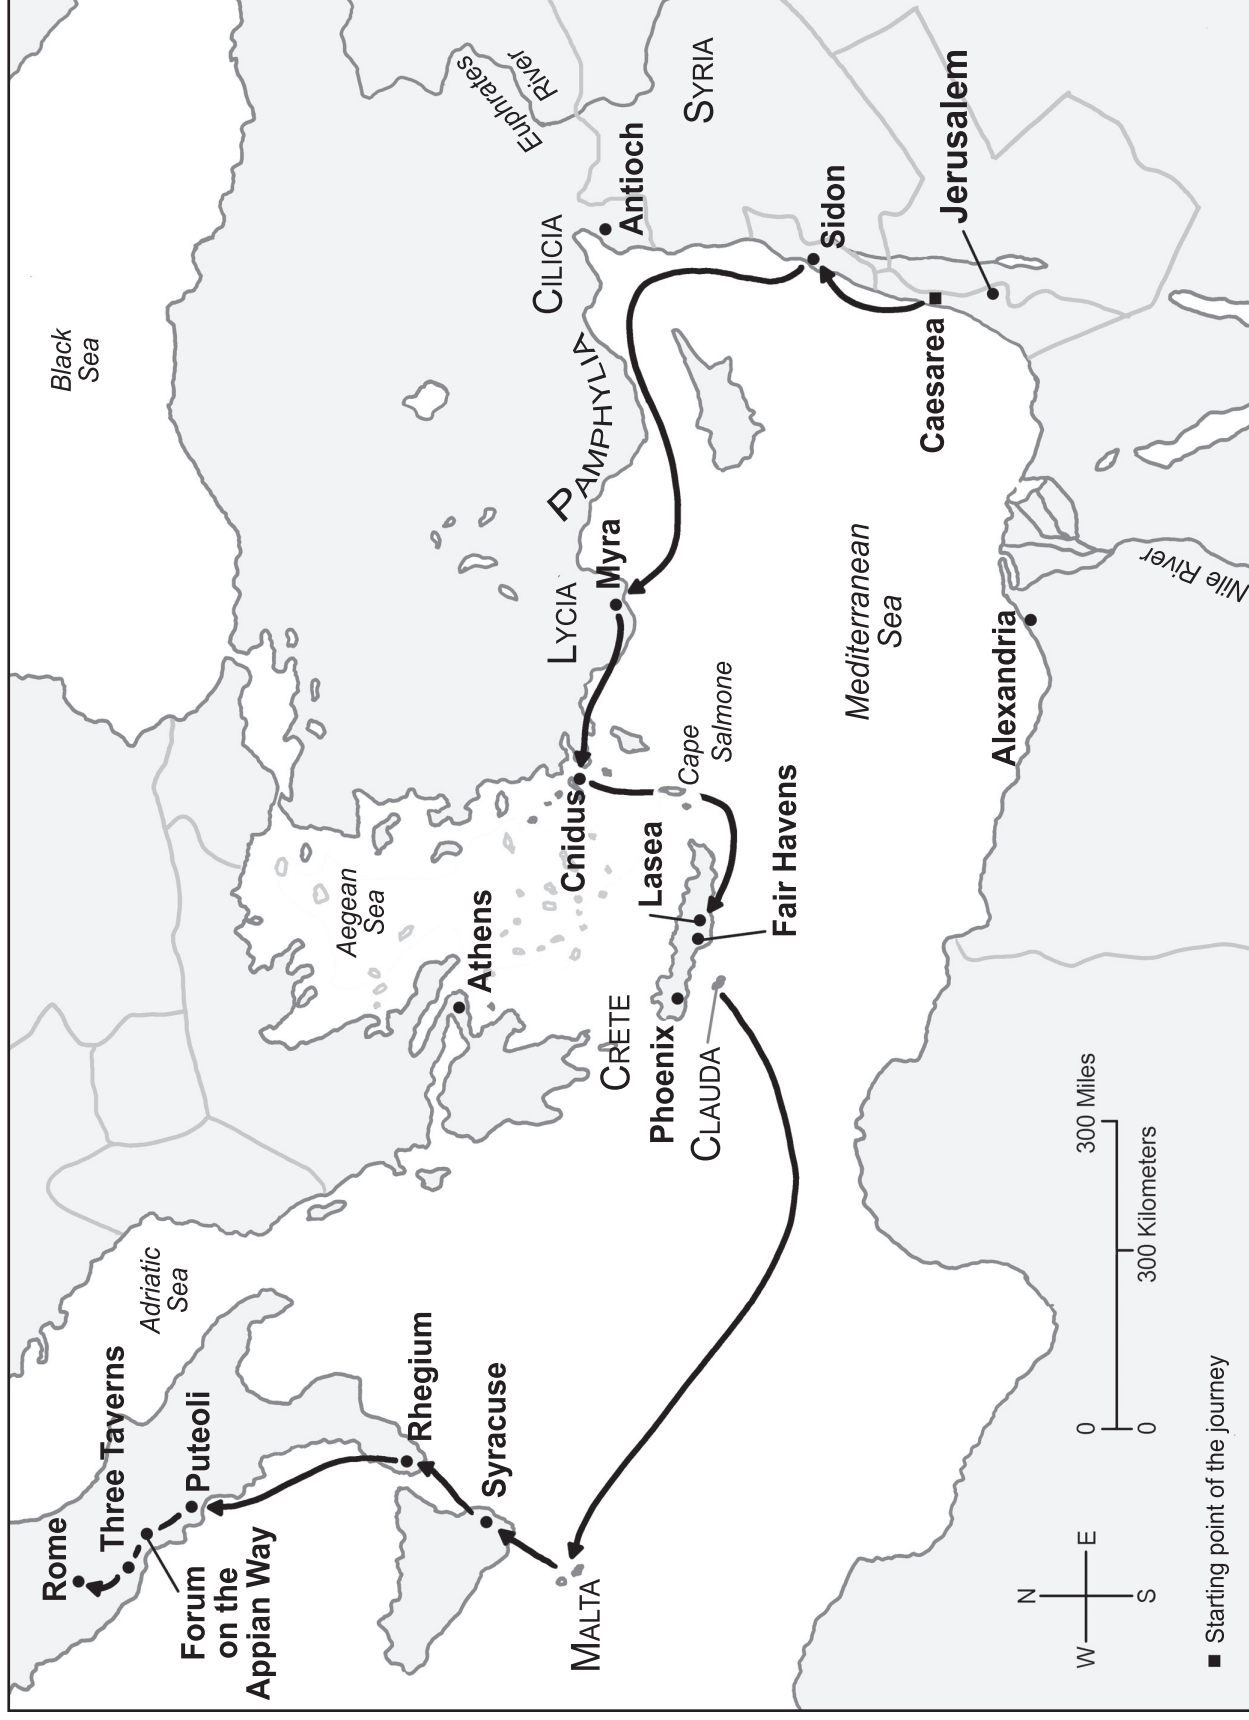 Black
Sea
Euphrates
River
SYRIA
CILICIA
Antioch
PAMPHYLIA
Sidon
Jerusalem
Caesarea
LYCIA
Myra
Mediterranean
Sea
Nile River
Alexandria
Cape
Salmone
Cnidus
Lasea
Fair Havens
Aegean
Sea
Athens
CRETE
Phoenix
CLAUDA
Adriatic
Sea
Rome
Three Taverns
Puteoli
Forum
on the
Appian Way
Rhegium
Syracuse
MALTA
0
300 Miles
0
300 Kilometers
N
W
E
S
Starting point of the journey